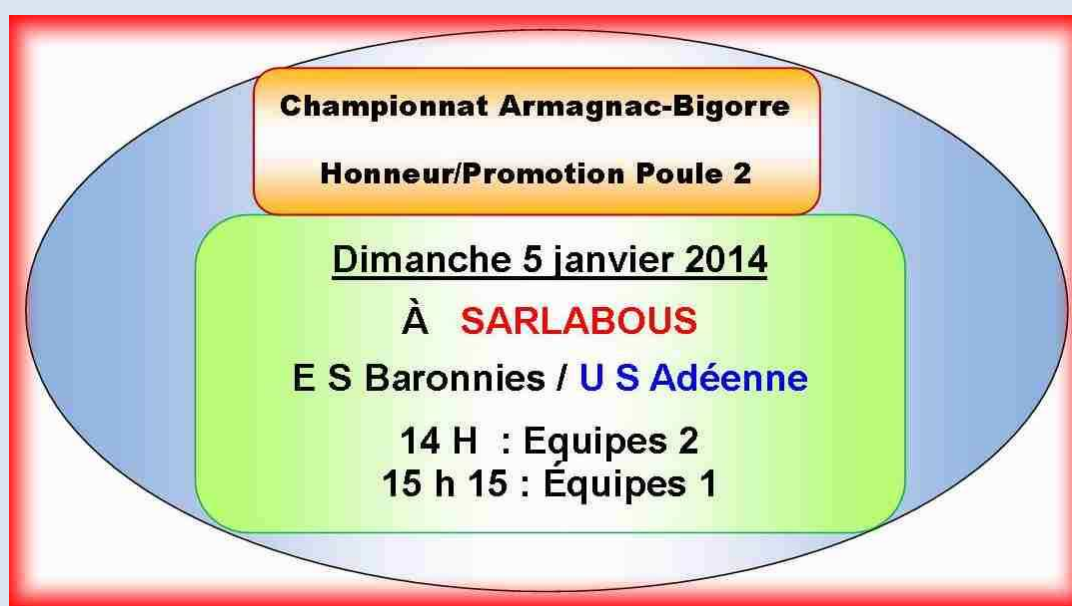 Championnat Armagnac-Bigorre
Honneur/Promotion Poule 2
Dimanche 5 janvier 2014
À SARLABOUS
E S Baronnies / U S Adéenne
14 H : Equipes 2
15 h 15 : Équipes 1